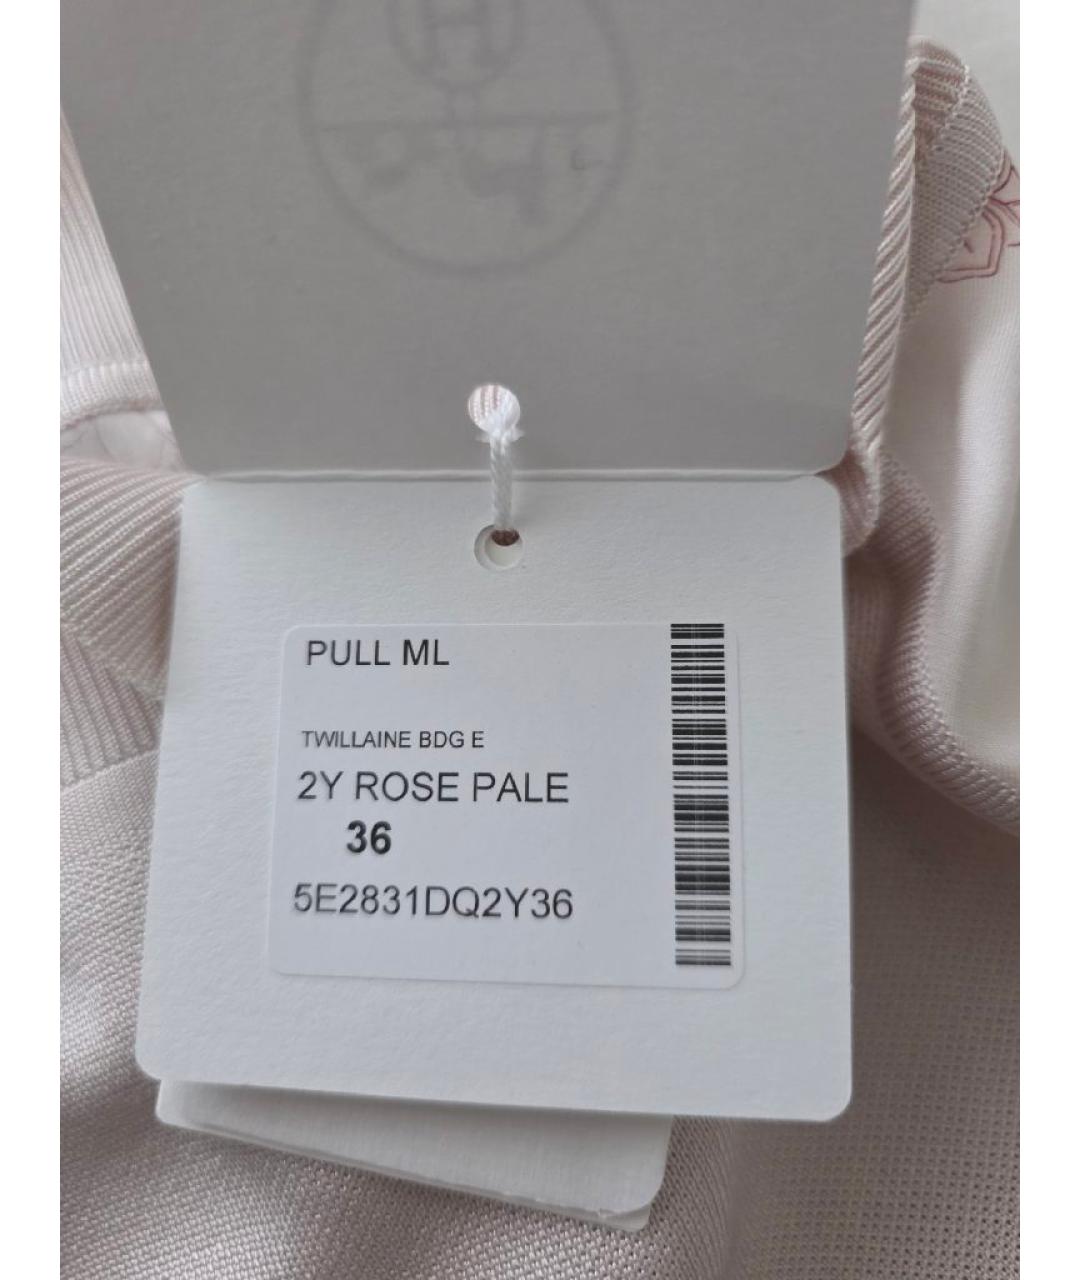 H
PULL ML
TWILLAINE BDG E
2Y ROSE PALE
36
5E2831DQ2Y36